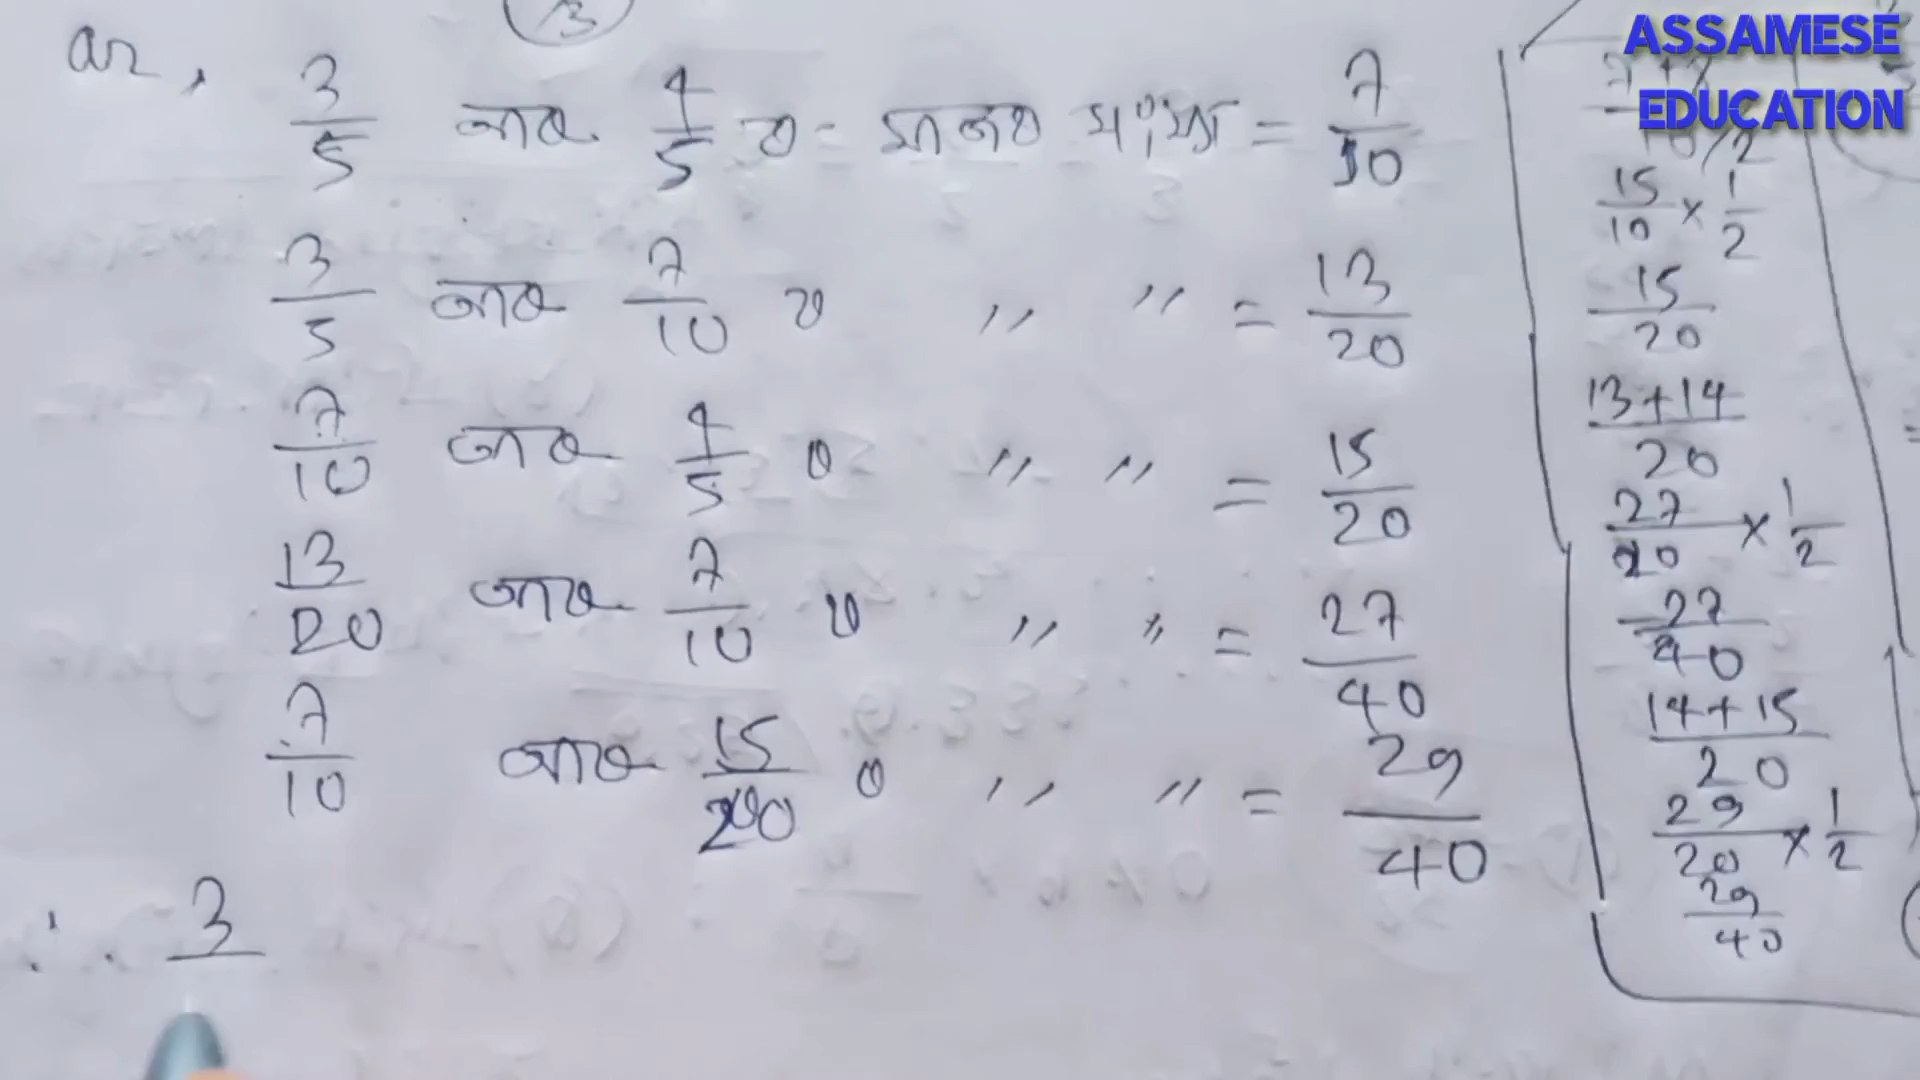 ASSAMESE
EDUCATION
3
ar, 3/5 আৰু 4/5 ৰ মাজৰ সংখ্যা = 7/10
3/5 আৰু 7/10 ৰ " " = 13/20
7/10 আৰু 4/5 ৰ " " = 15/20
13/20 আৰু 7/10 ৰ " " = 27/40
7/10 আৰু 15/20 ৰ " " = 29/40
∴ 3
15/10 × 1/2
15/20
13+14/20
27/20 × 1/2
27/40
14+15/20
29/20 × 1/2
29/40